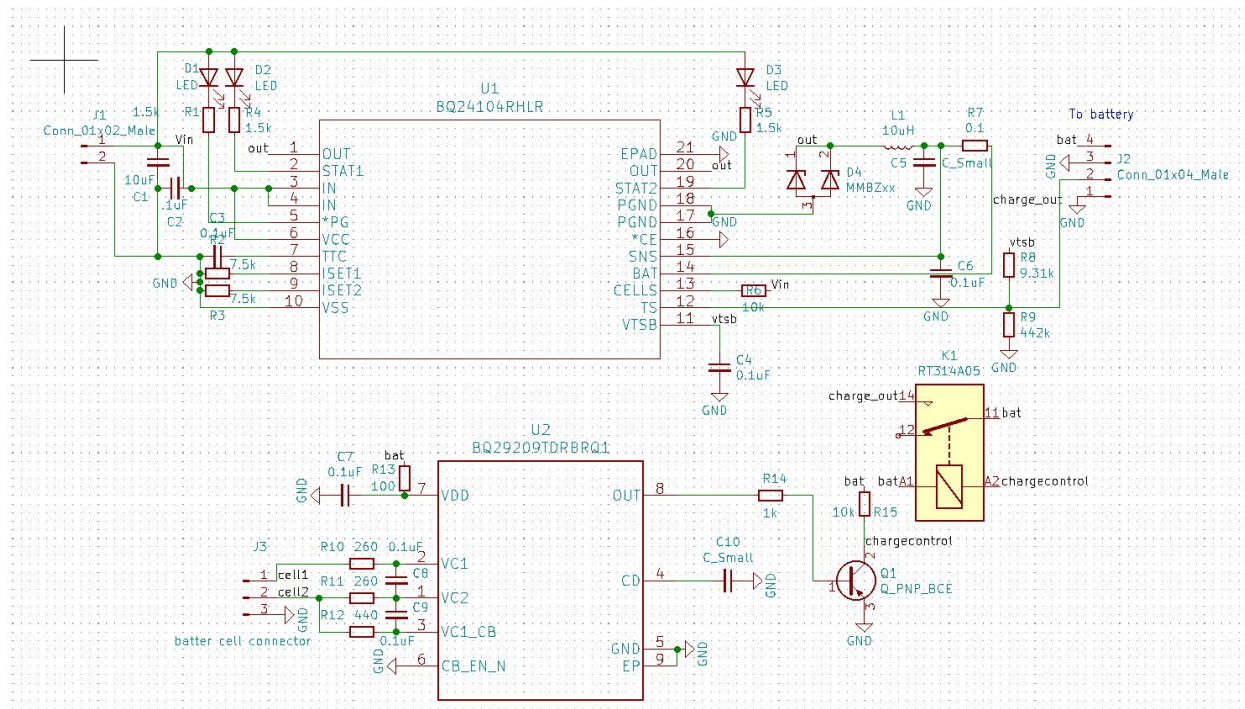 D1
LED
D2
LED
D3
LED
U1
BQ24104RHLR
J1
Conn_01x02_Male
1
2
1.5k
R1
R4
1.5k
R5
1.5k
Vin
10uF
C1
.1uF
C2
C3
0.1uF
R2
7.5k
7.5k
R3
GND
out
1 OUT
2 STAT1
3 IN
4 IN
5 *PG
6 VCC
7 TTC
8 ISET1
9 ISET2
10 VSS
EPAD 21
OUT 20
STAT2 19
PGND 18
PGND 17
*CE 16
SNS 15
BAT 14
CELLS 13
TS 12
VTSB 11
GND
out
GND
R6
10k
Vin
vtsb
C4
0.1uF
GND
out
1
2
3
D4
MMBZxx
L1
10uH
C5
C_Small
GND
R7
0.1
C6
0.1uF
GND
To battery
bat 4
GND 3
2
1
J2
Conn_01x04_Male
charge_out
GND
vtsb
R8
9.31k
R9
442k
GND
K1
RT314A05
charge_out 14
12
11 bat
bat A1
A2 chargecontrol
U2
BQ29209TDRBRQ1
C7
0.1uF
GND
bat
R13
100
7 VDD
2 VC1
1 VC2
3 VC1_CB
6 CB_EN_N
OUT 8
CD 4
GND 5
EP 9
J3
1 cell1
2 cell2
3
GND
batter cell connector
R10 260
R11 260
R12 440
0.1uF
C8
C9
0.1uF
GND
R14
1k
C10
C_Small
GND
GND
bat
10k
R15
chargecontrol
2
1
3
Q1
Q_PNP_BCE
GND